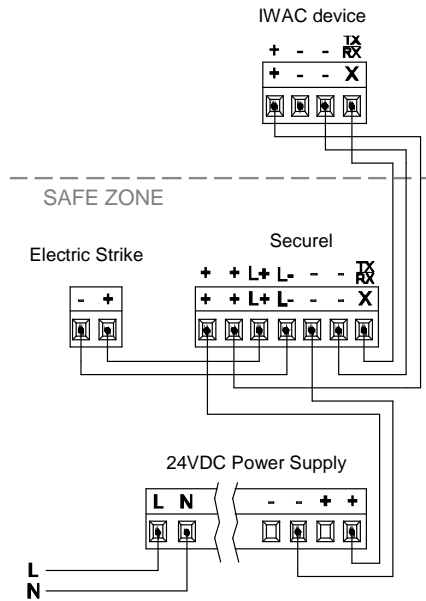 IWAC device
+ - - TX RX
+ - - X
SAFE ZONE
Electric Strike
Securel
+ + L+ L- - - TX RX
- +
+ + L+ L- - - X
24VDC Power Supply
L N - - + +
L
N